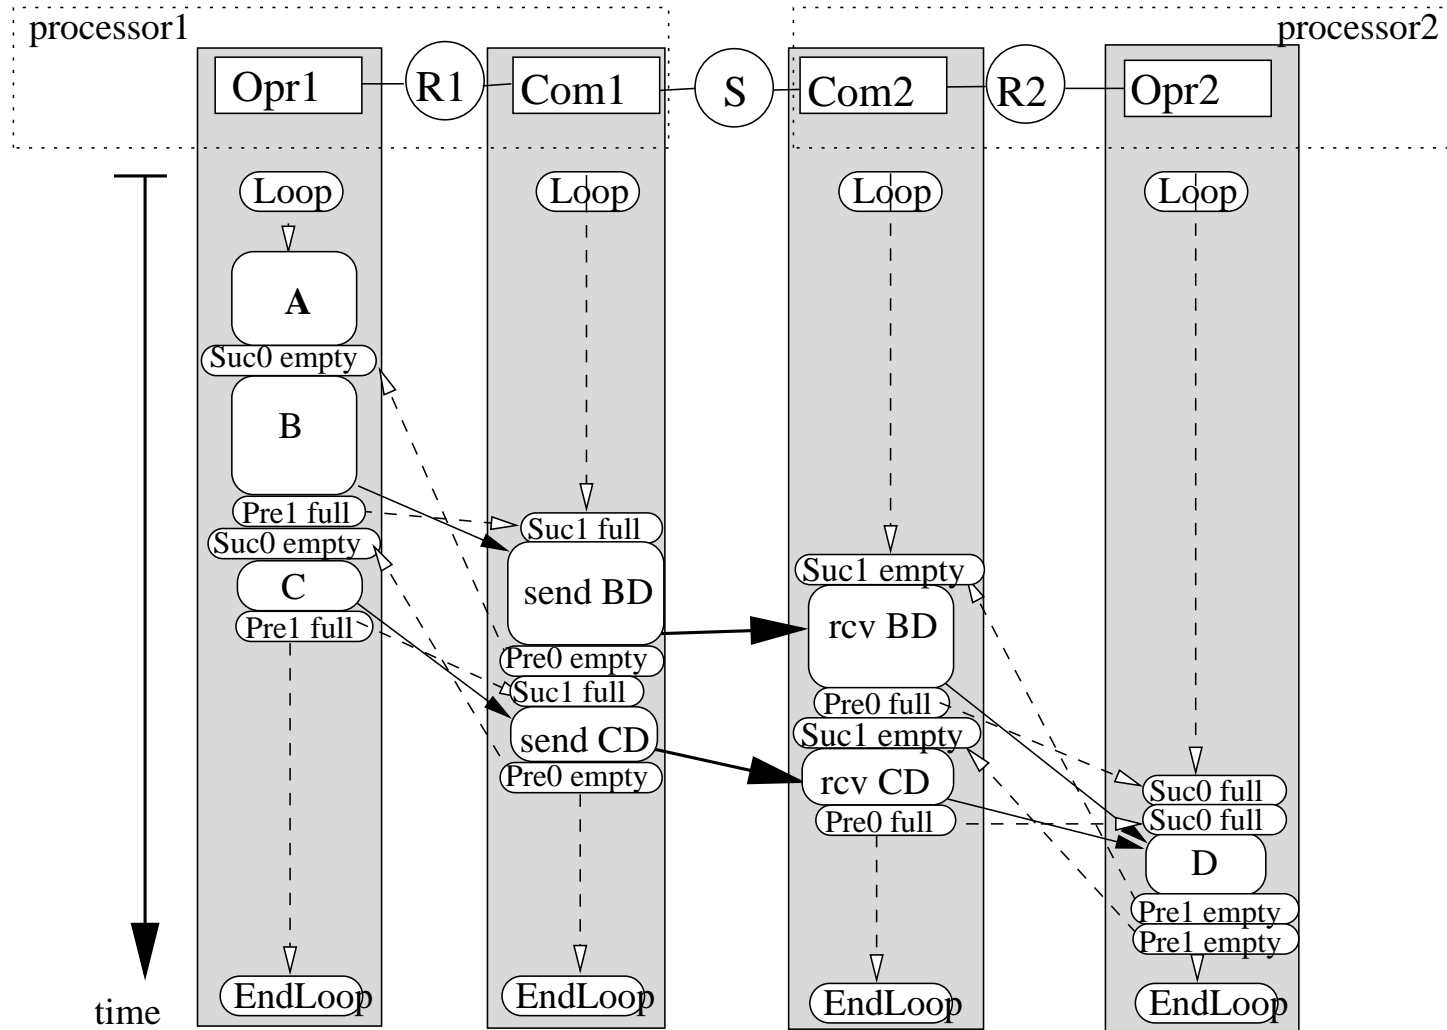 processor1
processor2
Opr1
R1
Com1
S
Com2
R2
Opr2
Loop
Loop
Loop
Loop
A
Suc0 empty
B
Pre1 full
Suc0 empty
C
Pre1 full
EndLoop
Suc1 full
send BD
Pre0 empty
Suc1 full
send CD
Pre0 empty
EndLoop
Suc1 empty
rcv BD
Pre0 full
Suc1 empty
rcv CD
Pre0 full
EndLoop
Suc0 full
Suc0 full
D
Pre1 empty
Pre1 empty
EndLoop
time